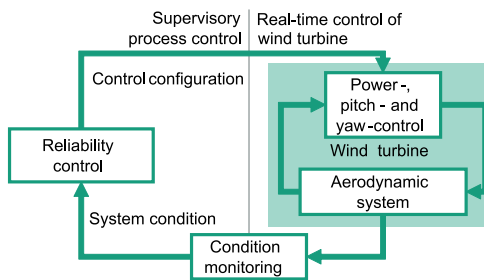 Supervisory
process control
Real-time control of
wind turbine
Control configuration
Power-,
pitch - and
yaw-control
Reliability
control
Wind turbine
Aerodynamic
system
System condition
Condition
monitoring